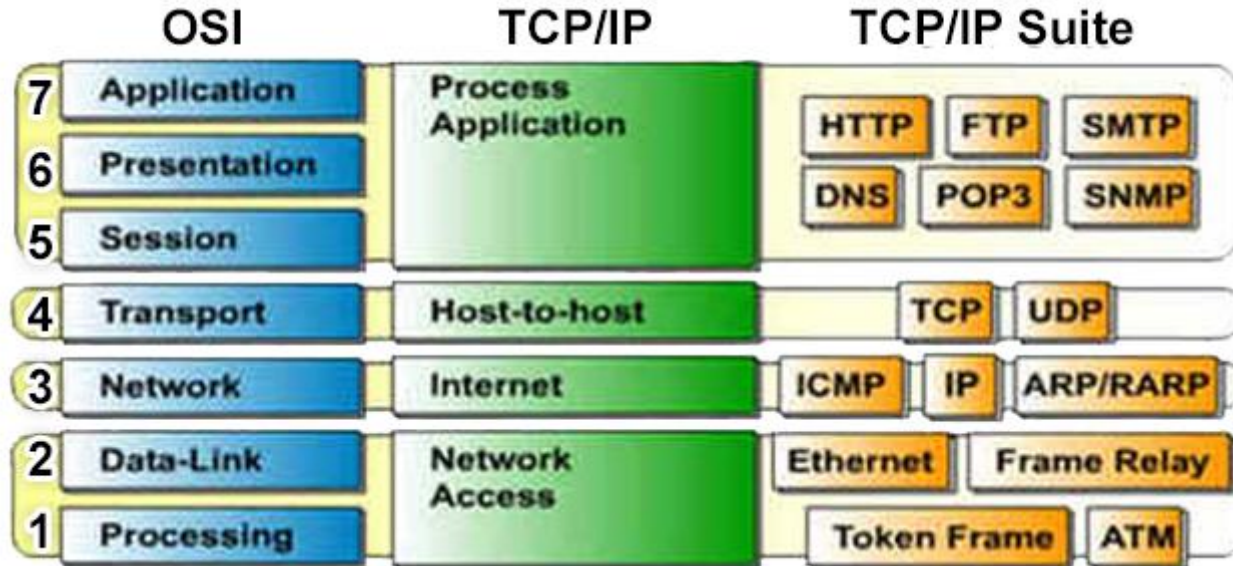 OSI TCP/IP TCP/IP Suite
7 Application Process Application HTTP FTP SMTP
6 Presentation DNS POP3 SNMP
5 Session
4 Transport Host-to-host TCP UDP
3 Network Internet ICMP IP ARP/RARP
2 Data-Link Network Access Ethernet Frame Relay
1 Processing Token Frame ATM